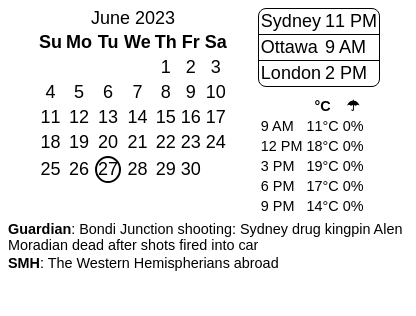 June 2023
Su Mo Tu We Th Fr Sa
1 2 3
4 5 6 7 8 9 10
11 12 13 14 15 16 17
18 19 20 21 22 23 24
25 26 27 28 29 30
Sydney 11 PM
Ottawa 9 AM
London 2 PM
°C ☂
9 AM 11°C 0%
12 PM 18°C 0%
3 PM 19°C 0%
6 PM 17°C 0%
9 PM 14°C 0%
Guardian: Bondi Junction shooting: Sydney drug kingpin Alen
Moradian dead after shots fired into car
SMH: The Western Hemispherians abroad